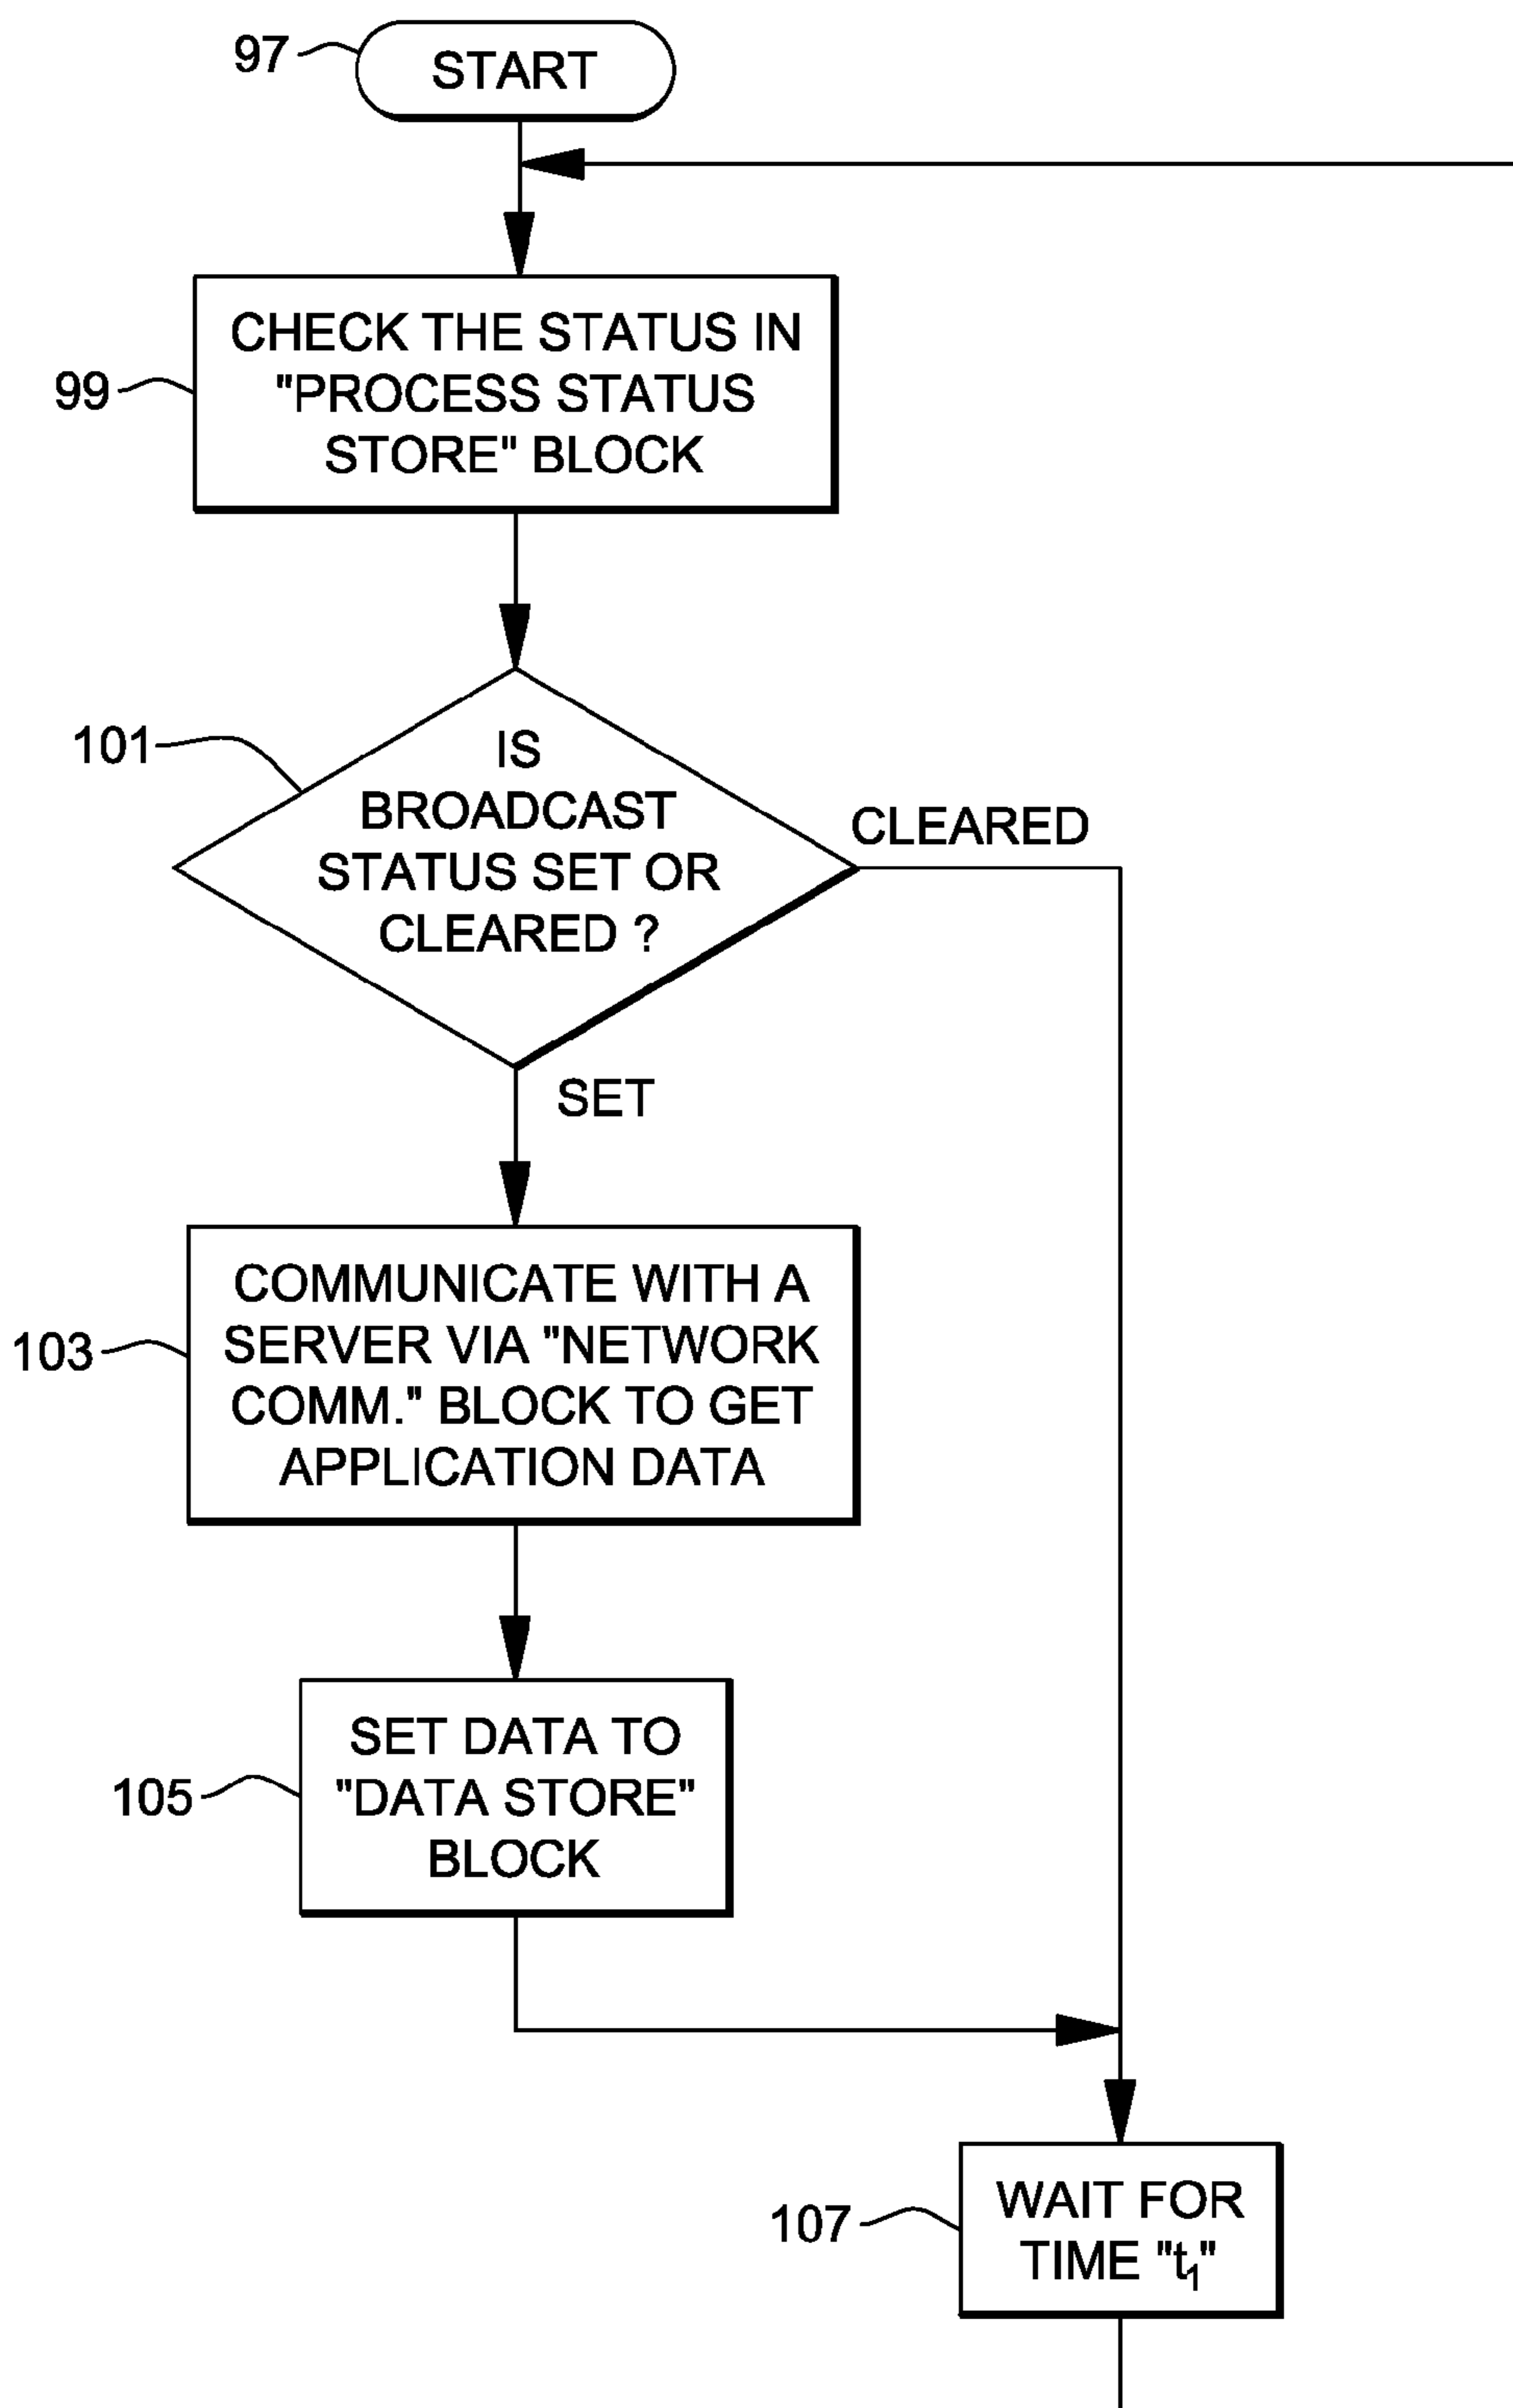 97
START
CHECK THE STATUS IN
"PROCESS STATUS
STORE" BLOCK
99
101
IS
BROADCAST
STATUS SET OR
CLEARED ?
CLEARED
SET
COMMUNICATE WITH A
SERVER VIA "NETWORK
COMM." BLOCK TO GET
APPLICATION DATA
103
SET DATA TO
"DATA STORE"
BLOCK
105
WAIT FOR
TIME "t1"
107